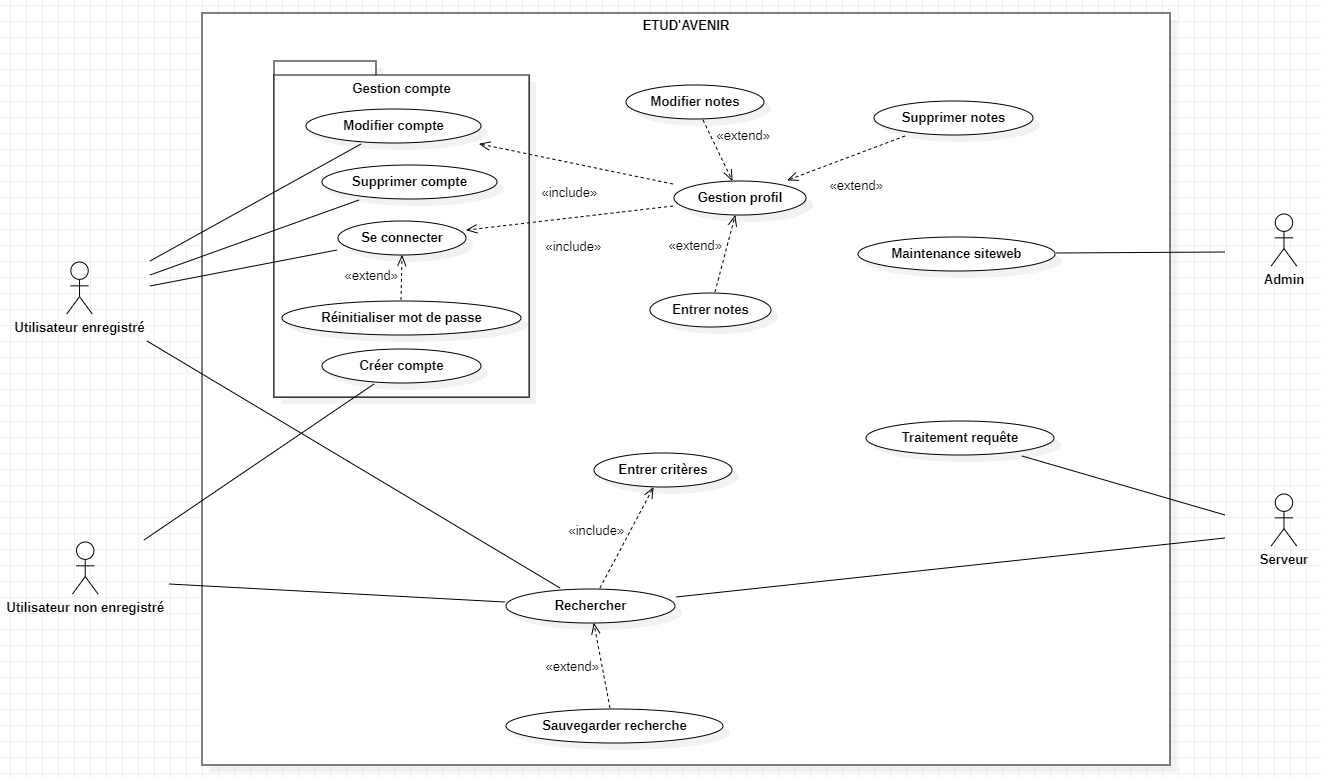 ETUD'AVENIR
Gestion compte
Modifier compte
Supprimer compte
Se connecter
«extend»
Réinitialiser mot de passe
Créer compte
Modifier notes
«extend»
Supprimer notes
«extend»
«include»
Gestion profil
«include»
«extend»
Entrer notes
Maintenance siteweb
Admin
Utilisateur enregistré
Traitement requête
Entrer critères
«include»
Serveur
Utilisateur non enregistré
Rechercher
«extend»
Sauvegarder recherche